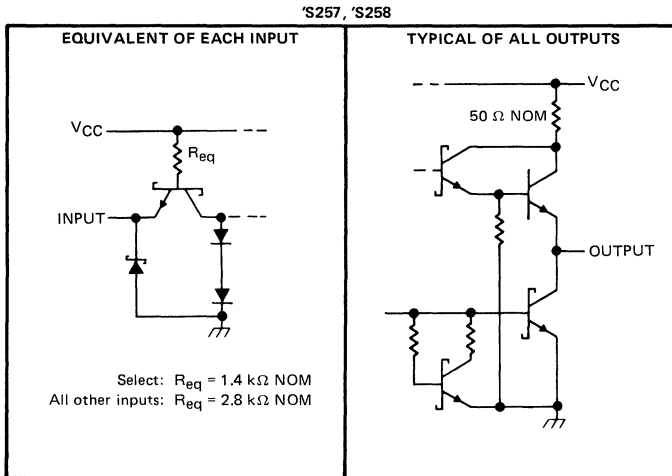 'S257, 'S258
EQUIVALENT OF EACH INPUT
VCC
Req
INPUT
Select: Req = 1.4 kΩ NOM
All other inputs: Req = 2.8 kΩ NOM
TYPICAL OF ALL OUTPUTS
VCC
50 Ω NOM
OUTPUT